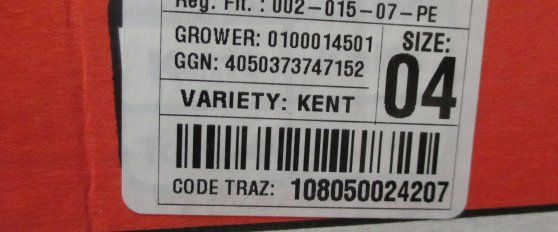 Reg. Fit. : 002-015-07-PE
GROWER: 0100014501
GGN: 4050373747152
SIZE:
04
VARIETY: KENT
CODE TRAZ: 108050024207